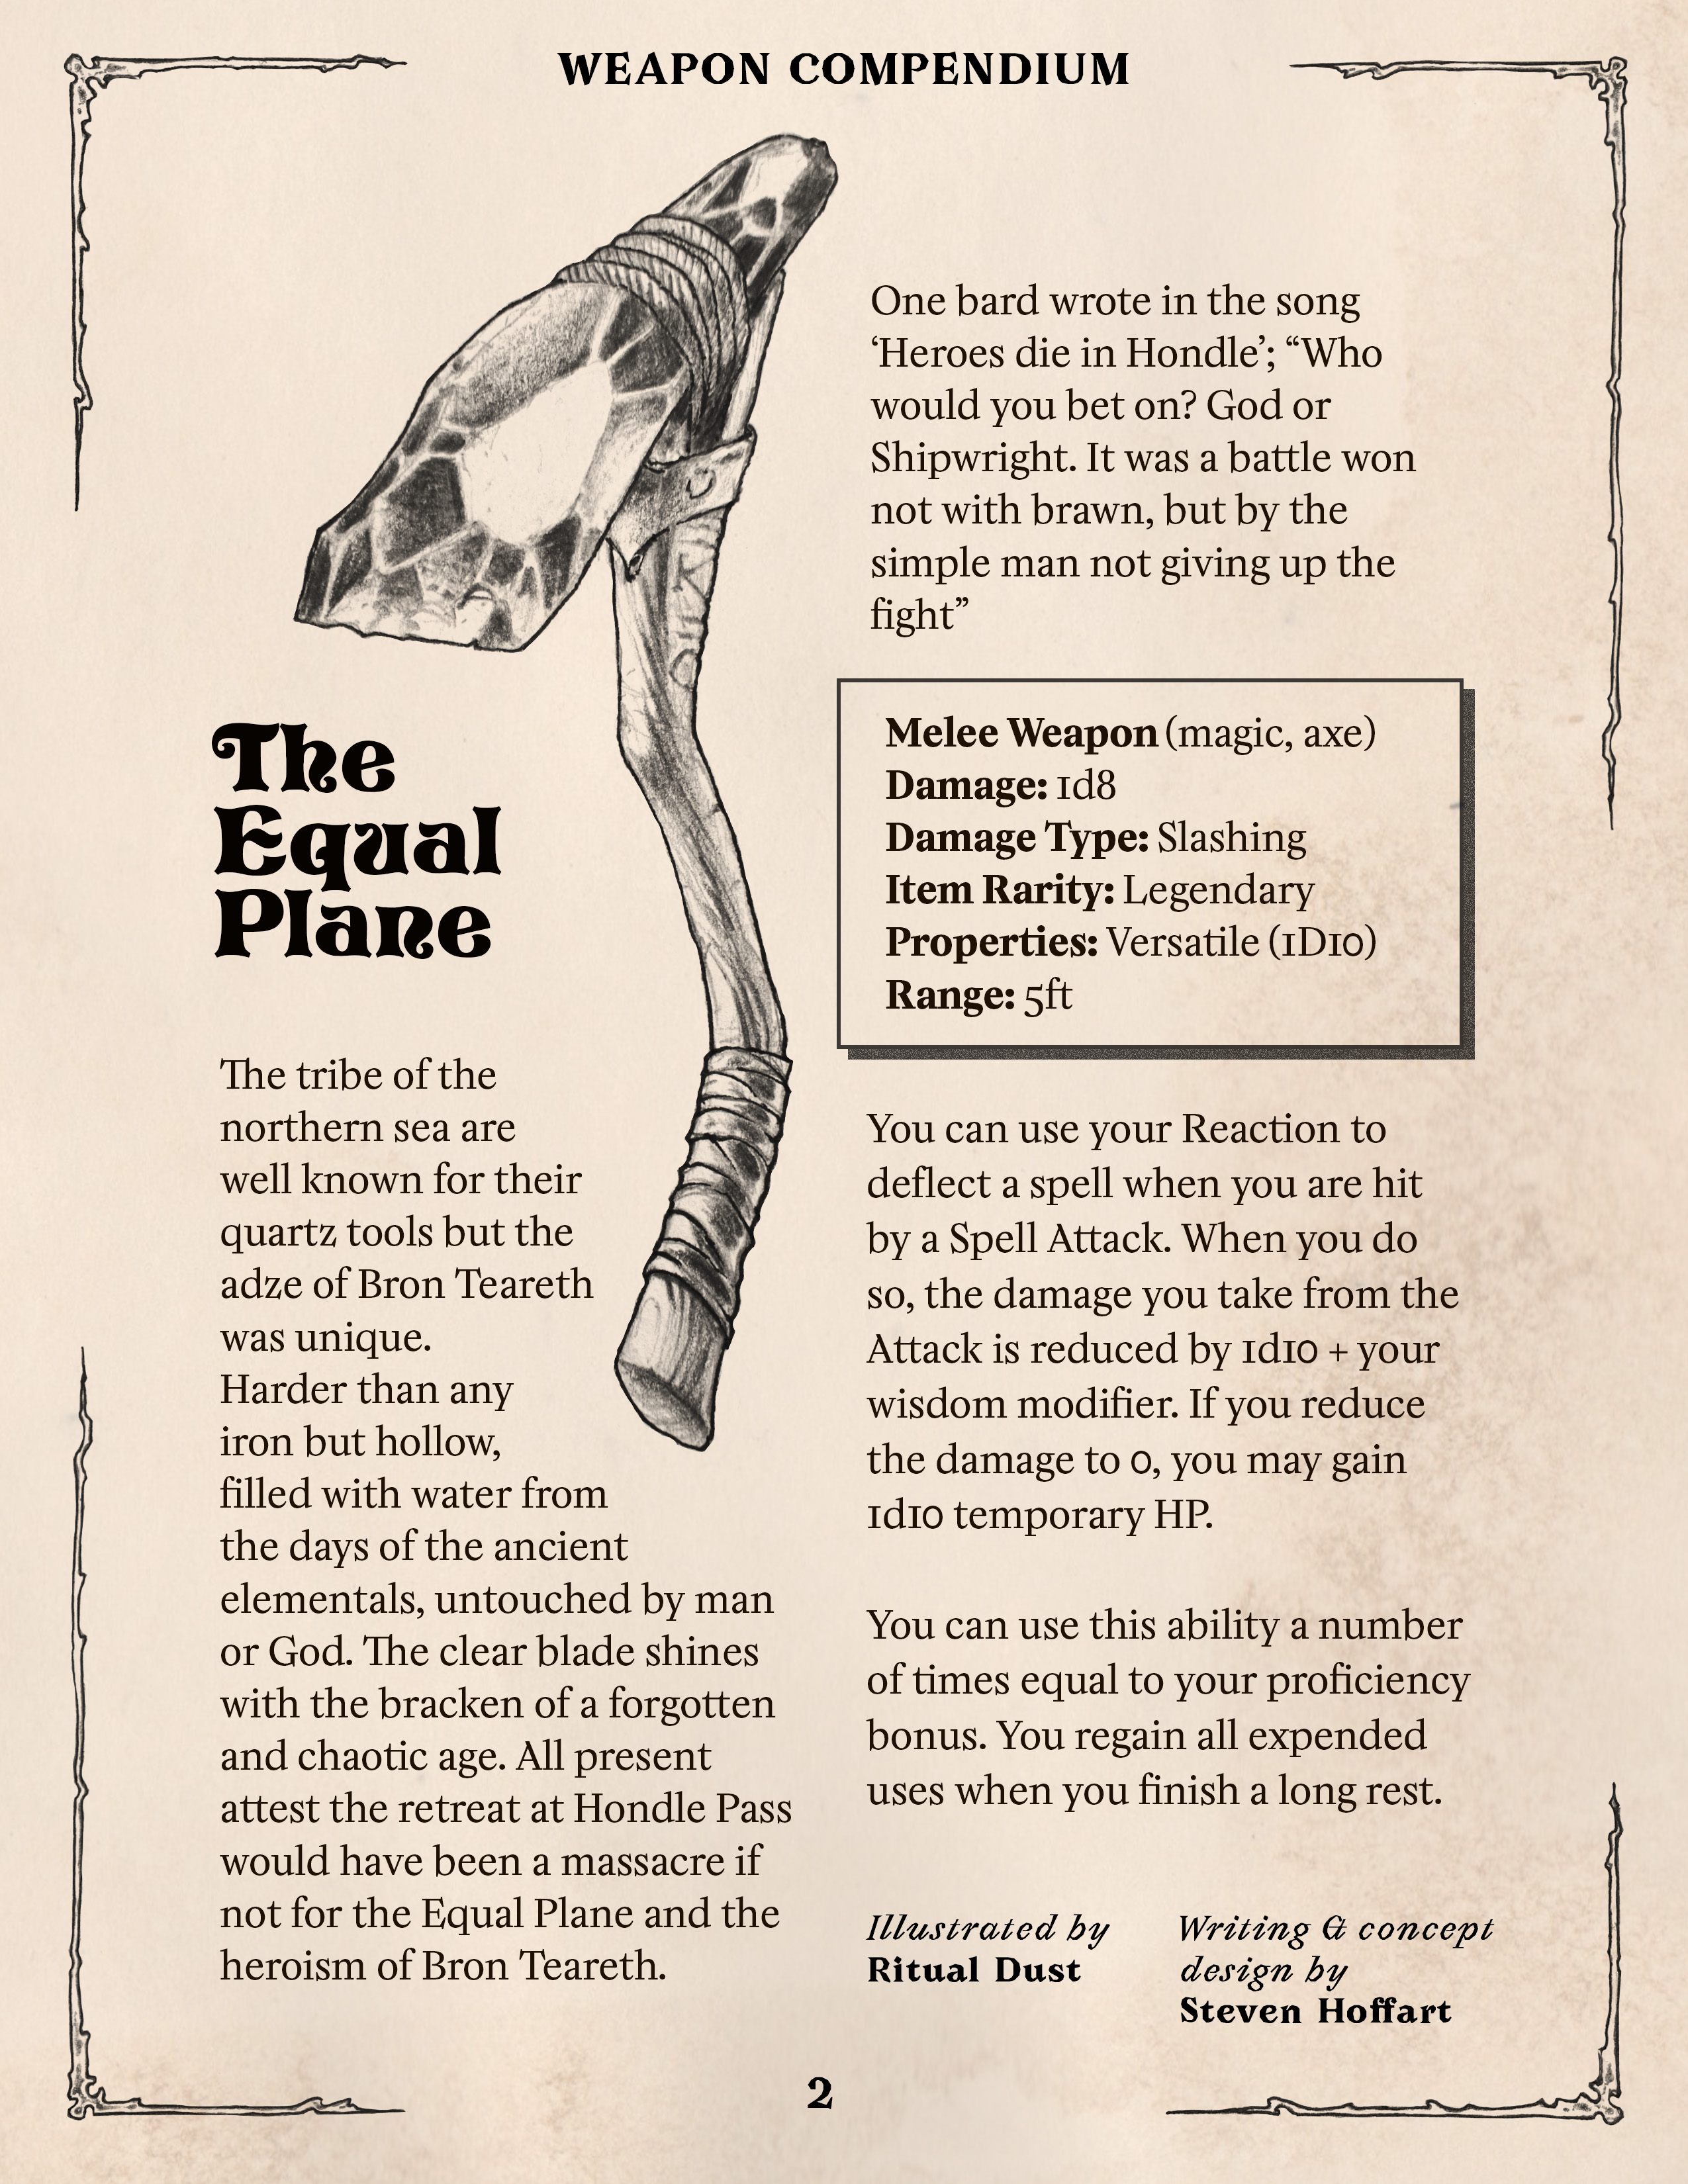 WEAPON COMPENDIUM
The
Equal
Plane
The tribe of the
northern sea are
well known for their
quartz tools but the
adze of Bron Teareth
was unique.
Harder than any
iron but hollow,
filled with water from
the days of the ancient
elementals, untouched by man
or God. The clear blade shines
with the bracken of a forgotten
and chaotic age. All present
attest the retreat at Hondle Pass
would have been a massacre if
not for the Equal Plane and the
heroism of Bron Teareth.
One bard wrote in the song
‘Heroes die in Hondle’; “Who
would you bet on? God or
Shipwright. It was a battle won
not with brawn, but by the
simple man not giving up the
fight”
Melee Weapon (magic, axe)
Damage: 1d8
Damage Type: Slashing
Item Rarity: Legendary
Properties: Versatile (1D10)
Range: 5ft
You can use your Reaction to
deflect a spell when you are hit
by a Spell Attack. When you do
so, the damage you take from the
Attack is reduced by 1d10 + your
wisdom modifier. If you reduce
the damage to 0, you may gain
1d10 temporary HP.
You can use this ability a number
of times equal to your proficiency
bonus. You regain all expended
uses when you finish a long rest.
Illustrated by
Ritual Dust
Writing & concept
design by
Steven Hoffart
2